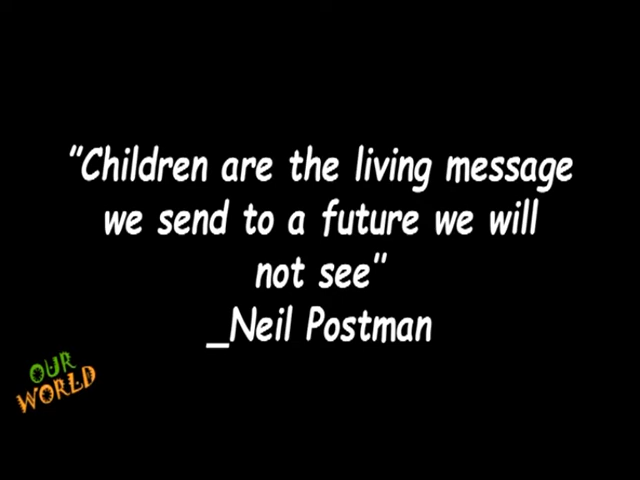 "Children are the living message
we send to a future we will
not see"
_Neil Postman
OUR
WORLD